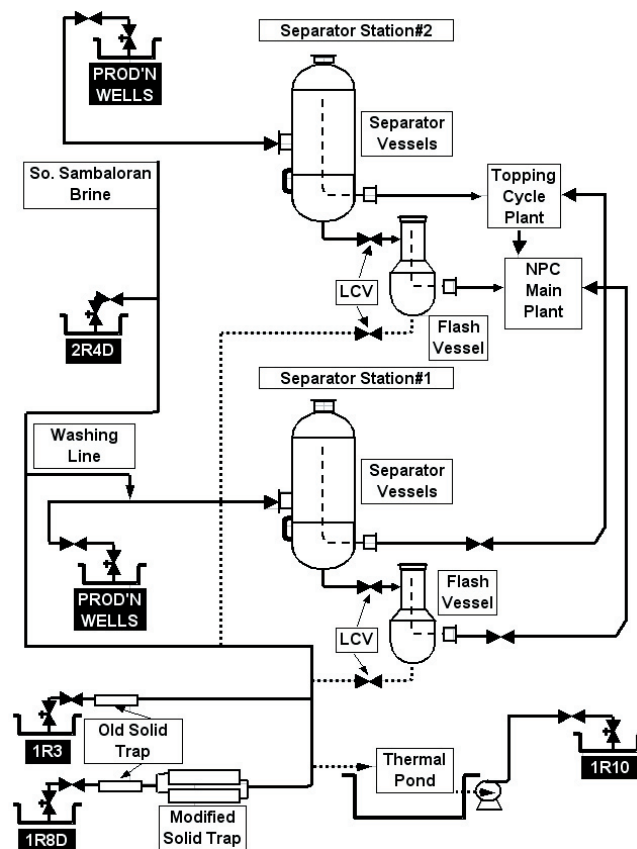 Separator Station#2
PROD'N
WELLS
Separator
Vessels
So. Sambaloran
Brine
Topping
Cycle
Plant
LCV
NPC
Main
Plant
2R4D
Flash
Vessel
Separator Station#1
Washing
Line
Separator
Vessels
PROD'N
WELLS
Flash
Vessel
LCV
Old Solid
Trap
1R3
Thermal
Pond
1R10
Modified
Solid Trap
1R8D